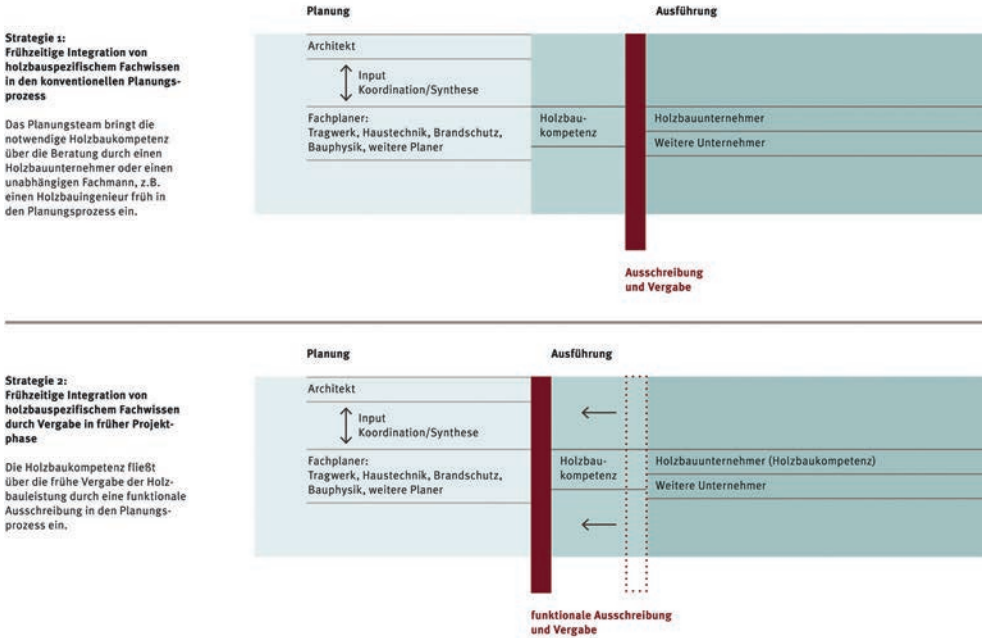 Planung
Ausführung
Strategie 1:
Frühzeitige Integration von
holzbauspezifischem Fachwissen
in den konventionellen Planungs-
prozess
Das Planungsteam bringt die
notwendige Holzbaukompetenz
über die Beratung durch einen
Holzbauunternehmer oder einen
unabhängigen Fachmann, z.B.
einen Holzbauingenieur früh in
den Planungsprozess ein.
Architekt
Input
Koordination/Synthese
Fachplaner:
Tragwerk, Haustechnik, Brandschutz,
Bauphysik, weitere Planer
Holzbau-
kompetenz
Holzbauunternehmer
Weitere Unternehmer
Ausschreibung
und Vergabe
Planung
Ausführung
Strategie 2:
Frühzeitige Integration von
holzbauspezifischem Fachwissen
durch Vergabe in früher Projekt-
phase
Die Holzbaukompetenz fließt
über die frühe Vergabe der Holz-
bauleistung durch eine funktionale
Ausschreibung in den Planungs-
prozess ein.
Architekt
Input
Koordination/Synthese
Fachplaner:
Tragwerk, Haustechnik, Brandschutz,
Bauphysik, weitere Planer
Holzbau-
kompetenz
Holzbauunternehmer (Holzbaukompetenz)
Weitere Unternehmer
funktionale Ausschreibung
und Vergabe